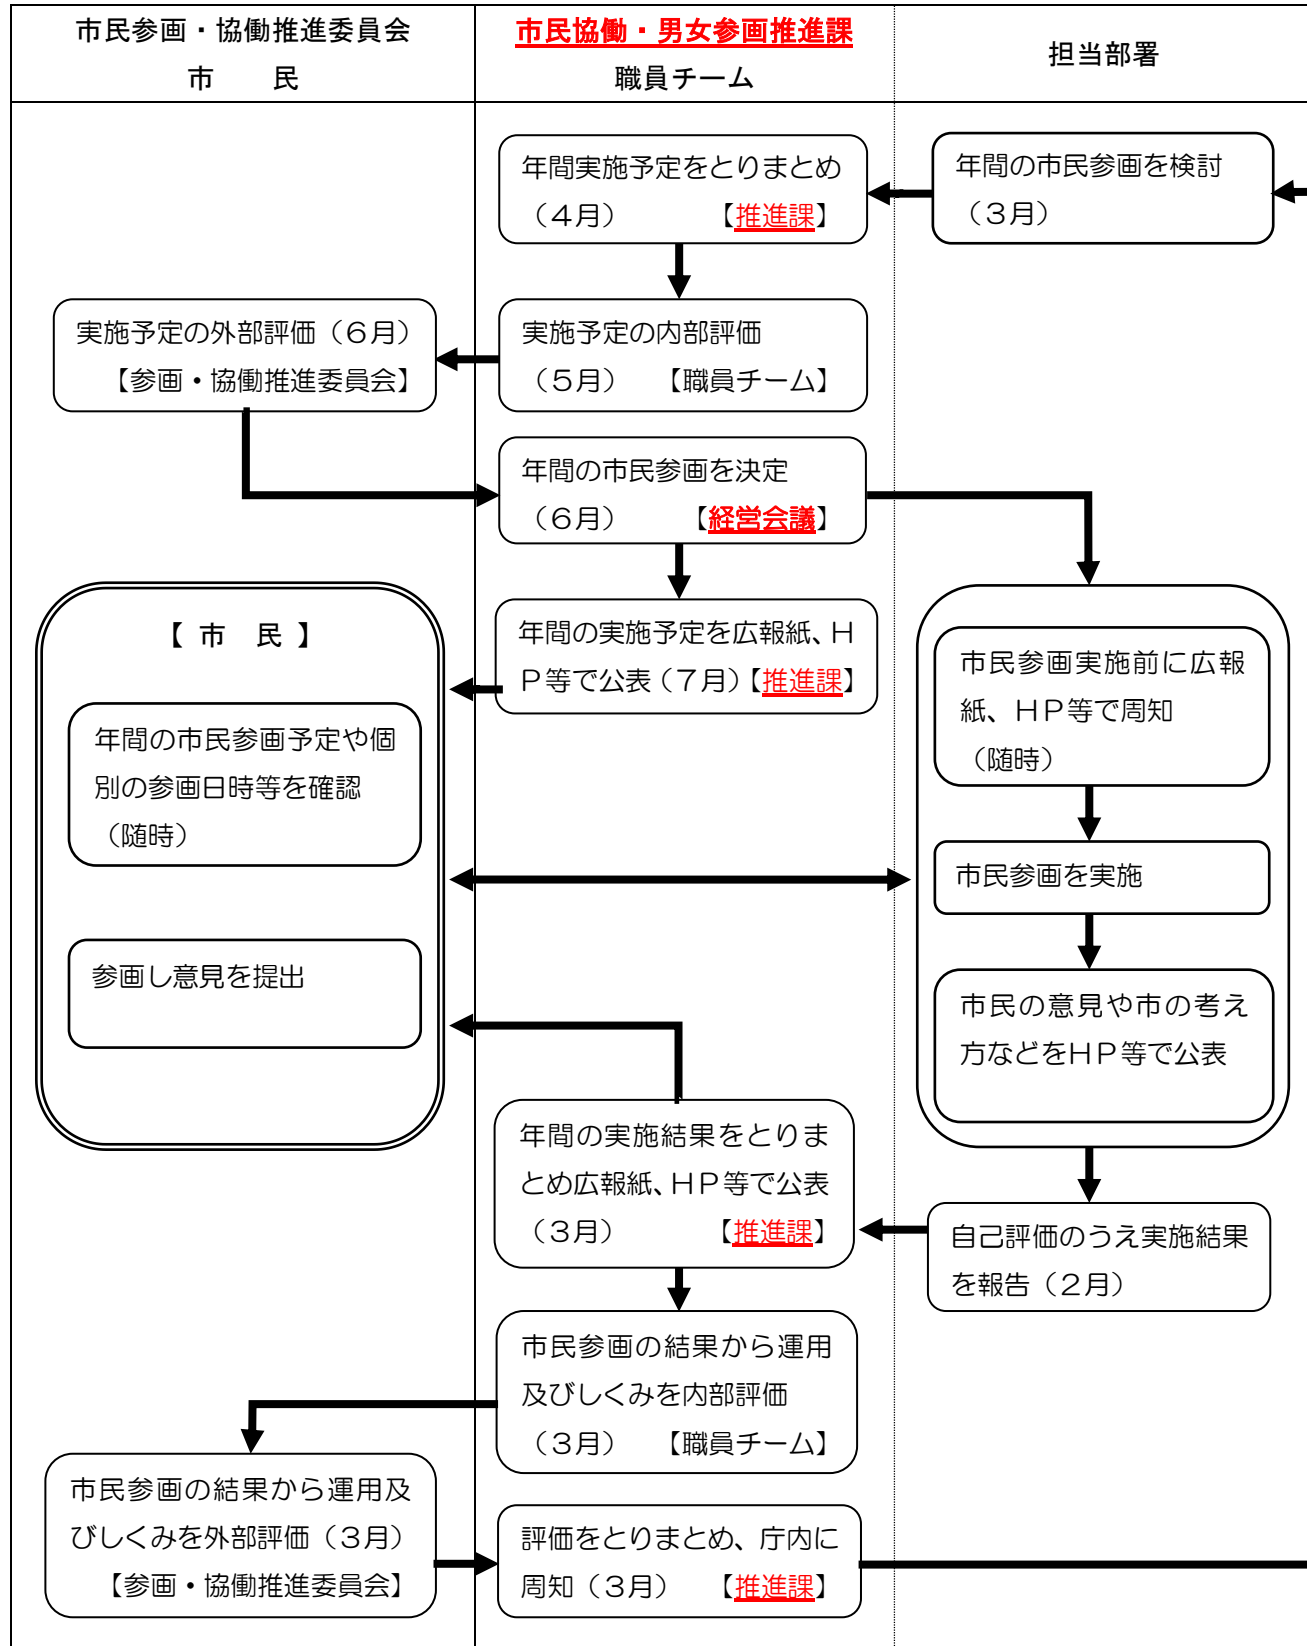 市民参画・協働推進委員会
市　　民
市民協働・男女参画推進課
職員チーム
担当部署
年間の市民参画を検討
（３月）
年間実施予定をとりまとめ
（４月）　　　【推進課】
実施予定の内部評価
（５月）　【職員チーム】
実施予定の外部評価（６月）
【参画・協働推進委員会】
年間の市民参画を決定
（６月）　　【経営会議】
年間の実施予定を広報紙、Ｈ
Ｐ等で公表（７月）【推進課】
【　市　民　】
年間の市民参画予定や個
別の参画日時等を確認
（随時）
参画し意見を提出
市民参画実施前に広報
紙、ＨＰ等で周知
（随時）
市民参画を実施
市民の意見や市の考え
方などをＨＰ等で公表
自己評価のうえ実施結果
を報告（２月）
年間の実施結果をとりま
とめ広報紙、ＨＰ等で公表
（３月）　　　【推進課】
市民参画の結果から運用
及びしくみを内部評価
（３月）　【職員チーム】
市民参画の結果から運用及
びしくみを外部評価（３月）
【参画・協働推進委員会】
評価をとりまとめ、庁内に
周知（３月）　【推進課】